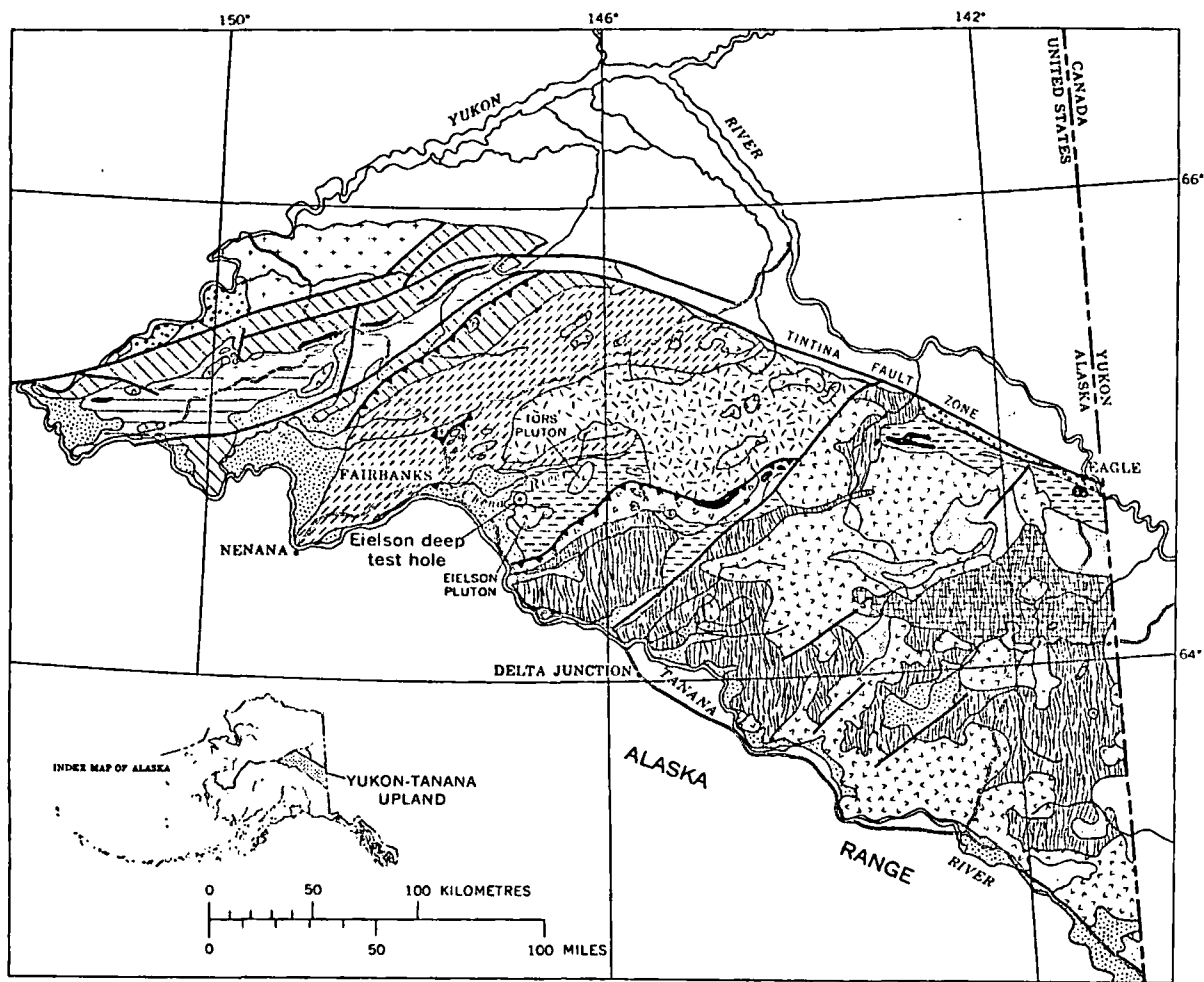 150°
146°
142°
CANADA
UNITED STATES
YUKON
RIVER
66°
TINTINA
FAULT
ZONE
YUKON
ALASKA
EAGLE
TORS
PLUTON
FAIRBANKS
NENANA
Eielson deep
test hole
EIELSON
PLUTON
64°
DELTA JUNCTION
TANANA
ALASKA
RANGE
RIVER
INDEX MAP OF ALASKA
YUKON-TANANA
UPLAND
0 50 100 KILOMETRES
0 50 100 MILES